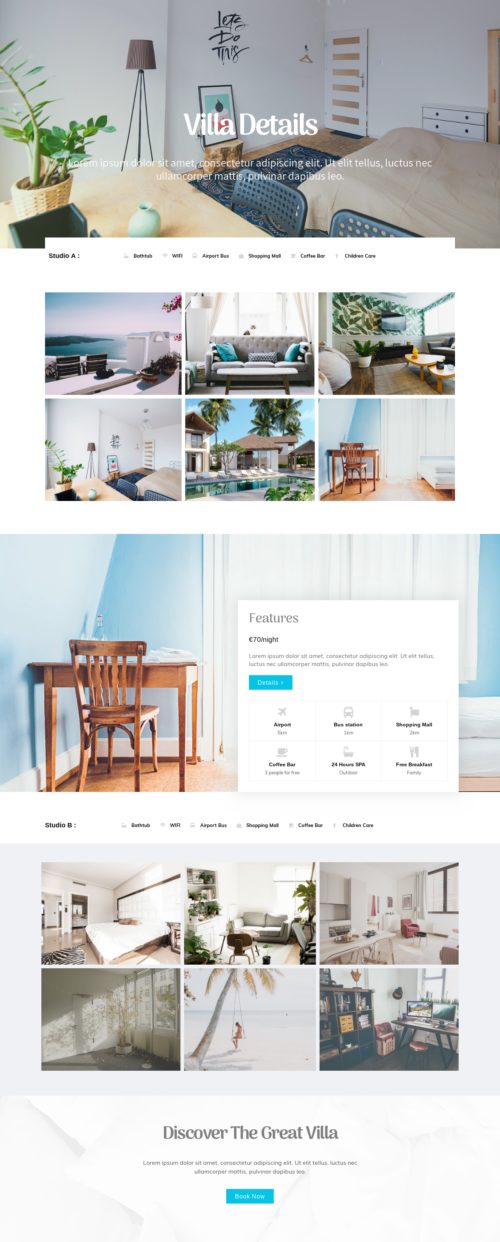 Let's
Do
This
Villa Details
Lorem ipsum dolor sit amet, consectetur adipiscing elit. Ut elit tellus, luctus nec
ullamcorper mattis, pulvinar dapibus leo.
Studio A :
Bathtub
WIFI
Airport Bus
Shopping Mall
Coffee Bar
Children Care
Features
€70/night
Lorem ipsum dolor sit amet, consectetur adipiscing elit. Ut elit tellus,
luctus nec ullamcorper mattis, pulvinar dapibus leo.
Details >
Airport
5km
Bus station
1km
Shopping Mall
2km
Coffee Bar
3 people for free
24 Hours SPA
Outdoor
Free Breakfast
Family
Studio B :
Bathtub
WIFI
Airport Bus
Shopping Mall
Coffee Bar
Children Care
Discover The Great Villa
Lorem ipsum dolor sit amet, consectetur adipiscing elit. Ut elit tellus, luctus nec
ullamcorper mattis, pulvinar dapibus leo.
Book Now